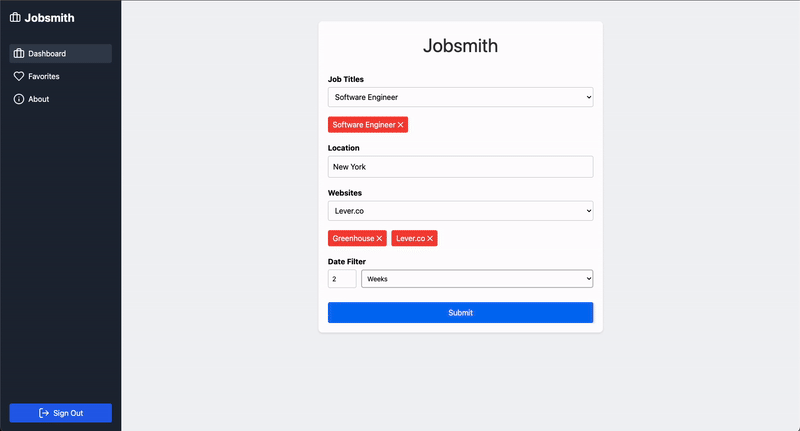 Jobsmith
Dashboard
Favorites
About
Sign Out
Jobsmith
Job Titles
Software Engineer
Software Engineer
Location
New York
Websites
Lever.co
Greenhouse Lever.co
Date Filter
2 Weeks
Submit